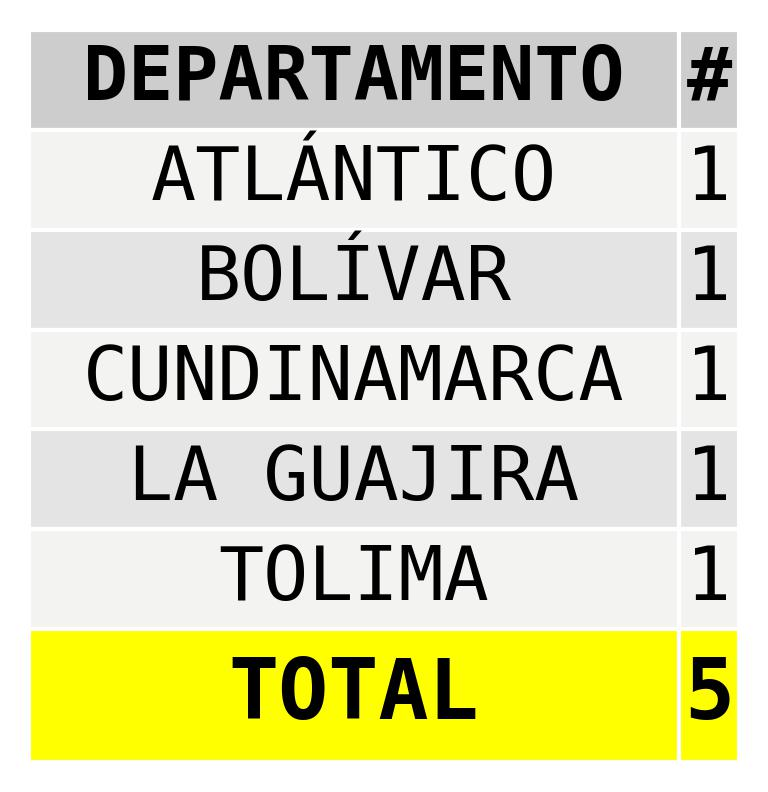 DEPARTAMENTO #
ATLÁNTICO 1
BOLÍVAR 1
CUNDINAMARCA 1
LA GUAJIRA 1
TOLIMA 1
TOTAL 5